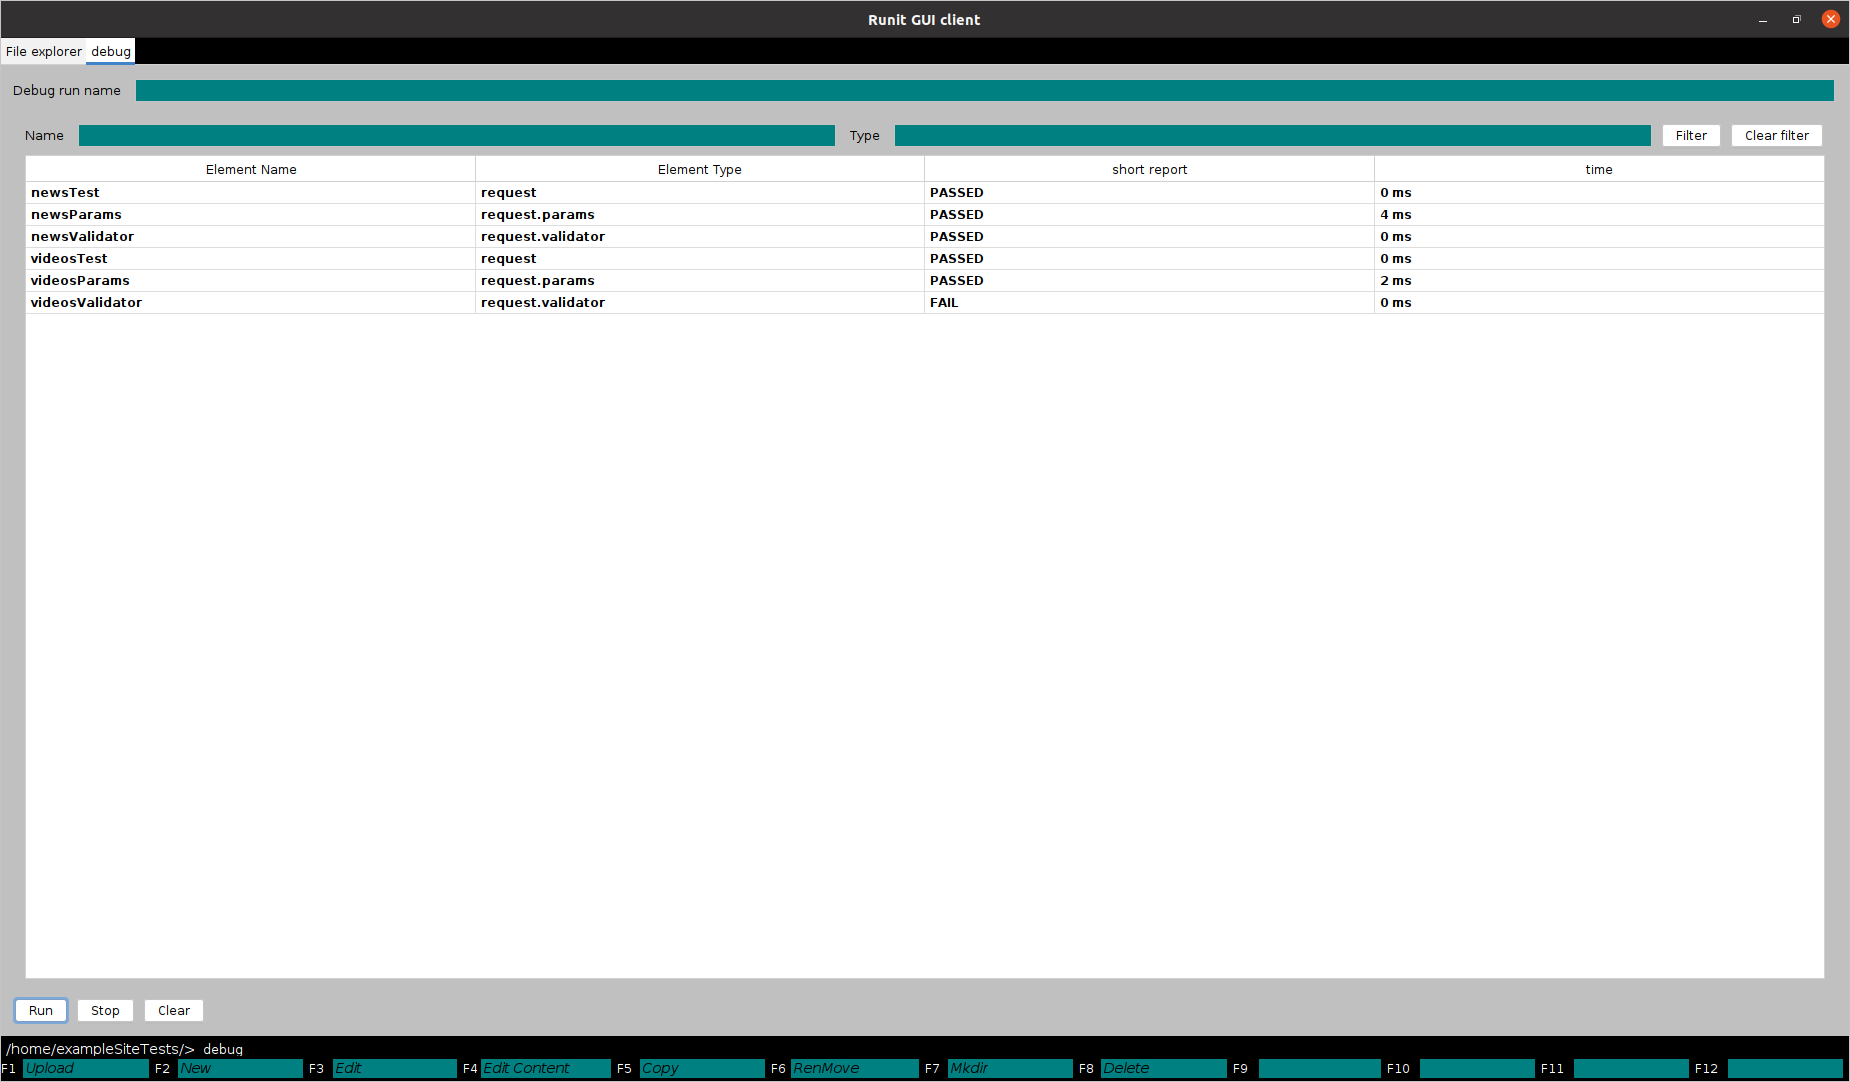 Runit GUI client
File explorer debug
Debug run name
Name Type Filter Clear filter
Element Name Element Type short report time
newsTest request PASSED 0 ms
newsParams request.params PASSED 4 ms
newsValidator request.validator PASSED 0 ms
videosTest request PASSED 0 ms
videosParams request.params PASSED 2 ms
videosValidator request.validator FAIL 0 ms
Run Stop Clear
/home/exampleSiteTests/> debug
F1 Upload F2 New F3 Edit F4 Edit Content F5 Copy F6 RenMove F7 Mkdir F8 Delete F9 F10 F11 F12